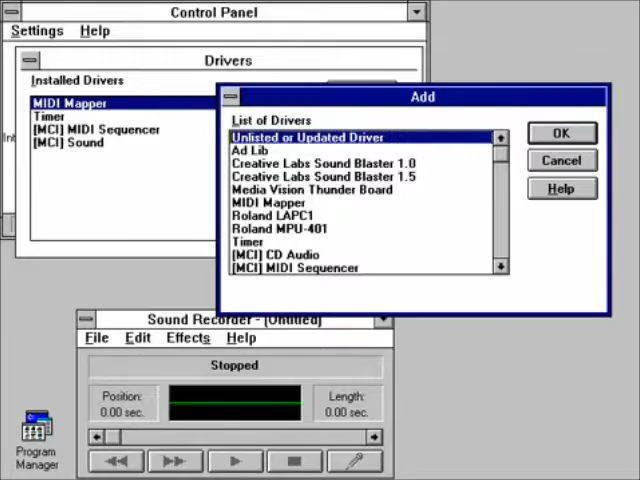 Control Panel
Settings Help
Drivers
Installed Drivers
MIDI Mapper
Timer
[MCI] MIDI Sequencer
[MCI] Sound
Int
Add
List of Drivers
Unlisted or Updated Driver
Ad Lib
Creative Labs Sound Blaster 1.0
Creative Labs Sound Blaster 1.5
Media Vision Thunder Board
MIDI Mapper
Roland LAPC1
Roland MPU-401
Timer
[MCI] CD Audio
[MCI] MIDI Sequencer
OK
Cancel
Help
Sound Recorder - [Untitled]
File Edit Effects Help
Stopped
Position:
0.00 sec.
Length:
0.00 sec.
Program
Manager